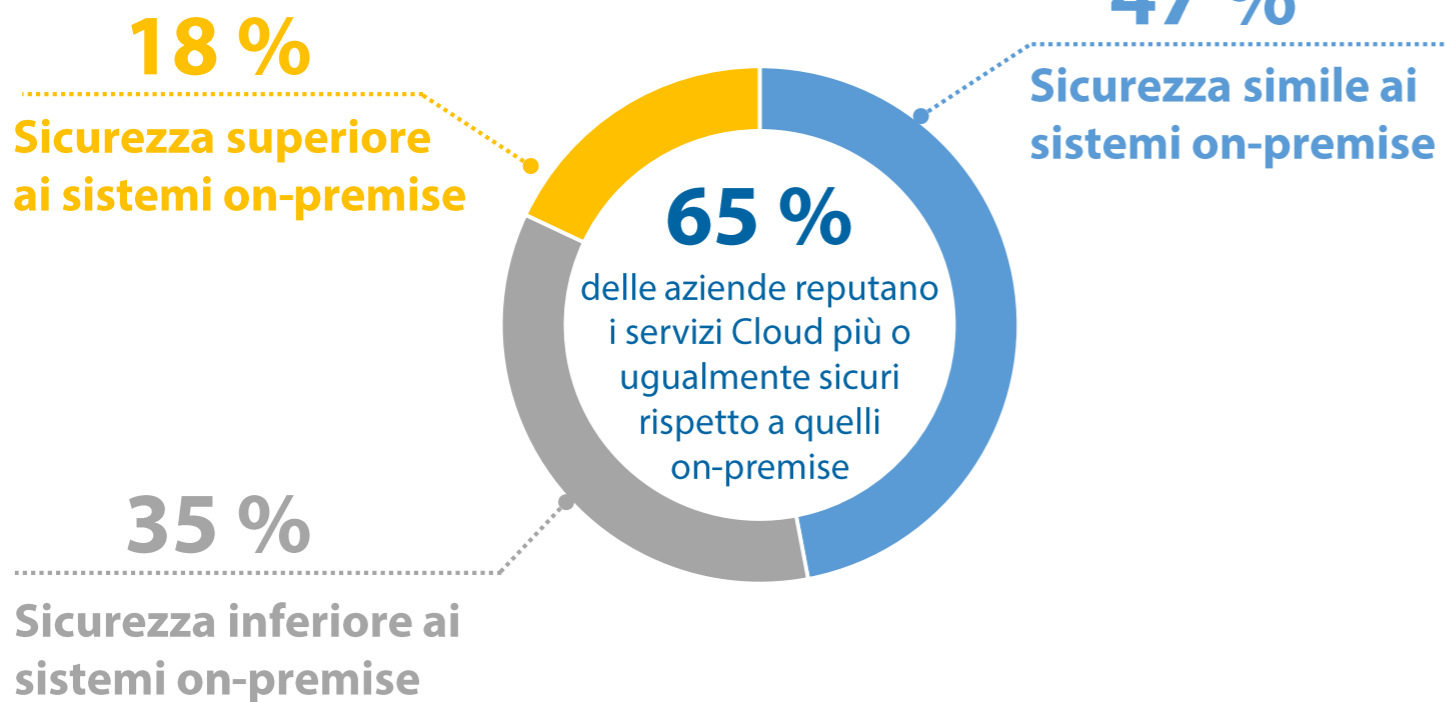 18 %
Sicurezza superiore
ai sistemi on-premise
47 %
Sicurezza simile ai
sistemi on-premise
65 %
delle aziende reputano
i servizi Cloud più o
ugualmente sicuri
rispetto a quelli
on-premise
35 %
Sicurezza inferiore ai
sistemi on-premise